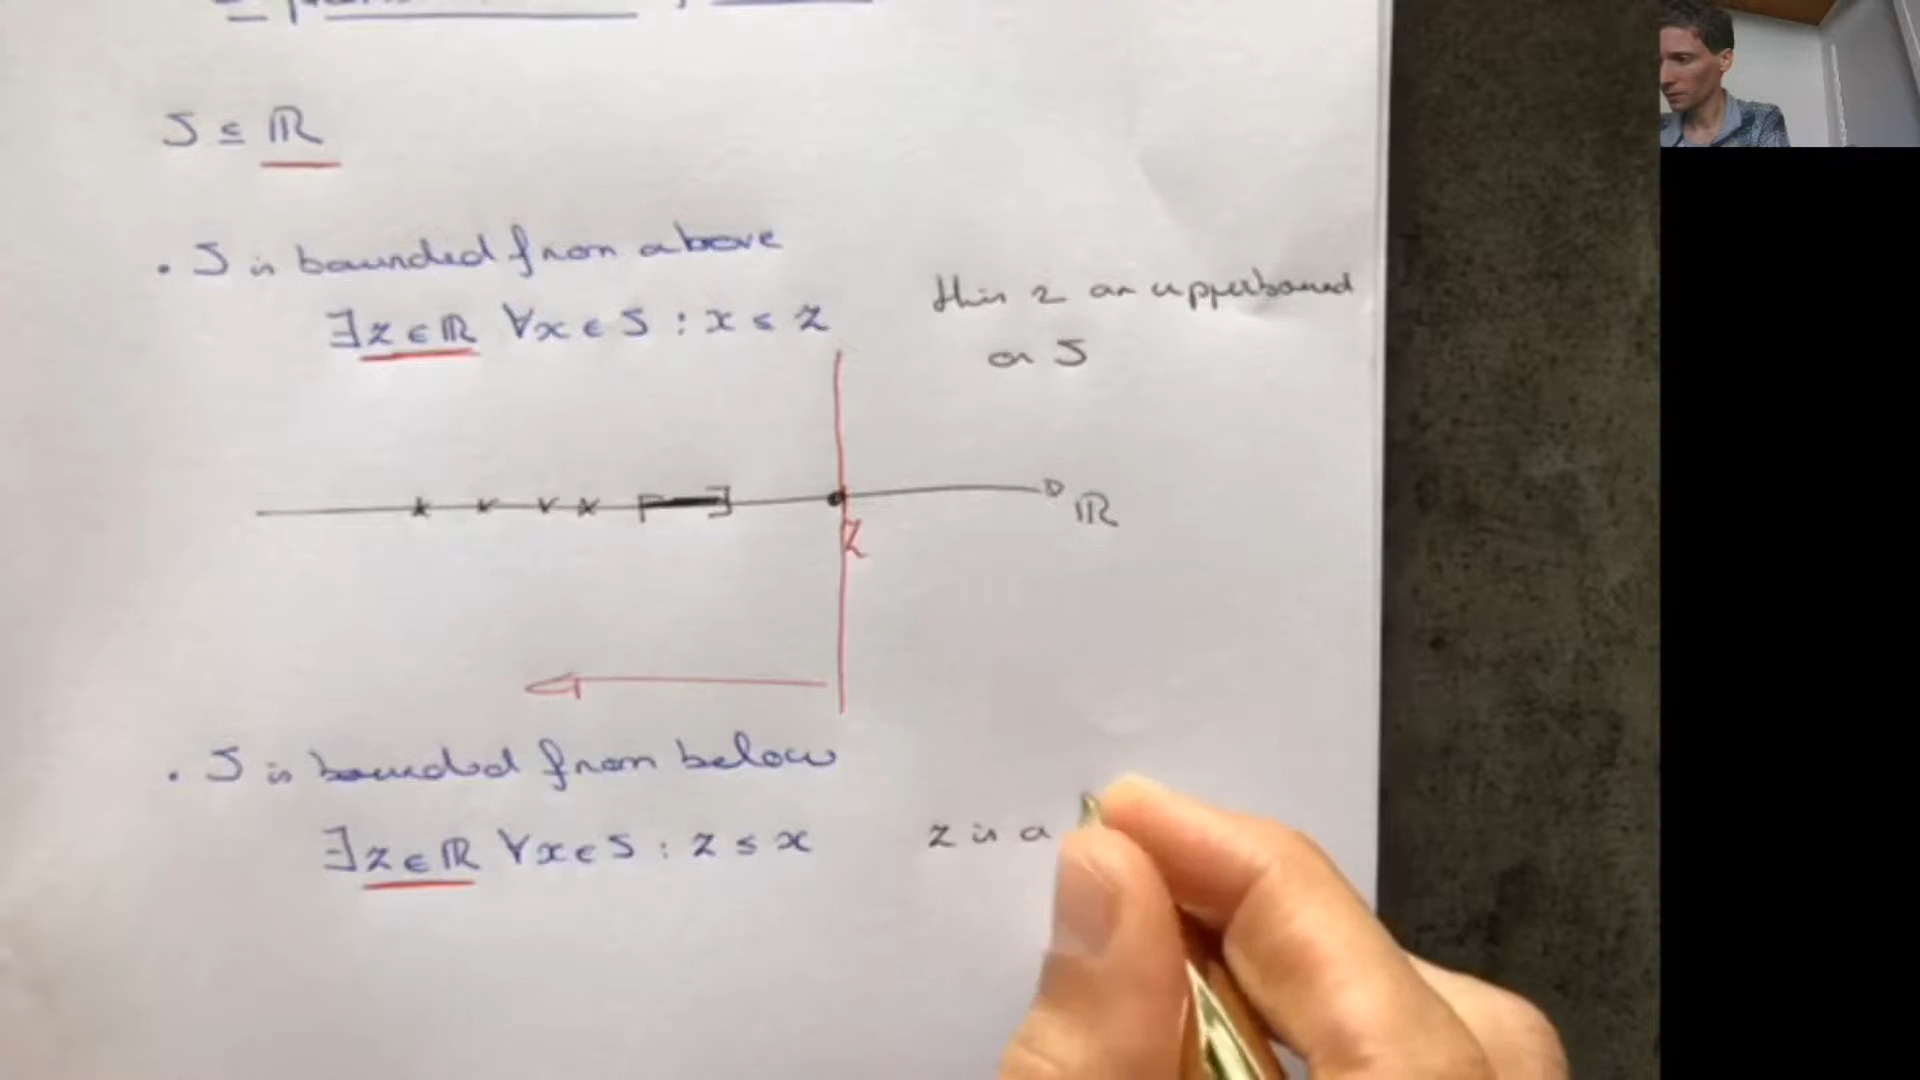 S ⊆ ℝ
. S is bounded from above
∃ z ∈ ℝ ∀x ∈ S : x ≤ z
this z an upperbound
on S
ℝ
z
. S is bounded from below
∃ z ∈ ℝ ∀x ∈ S : z ≤ x
z is a